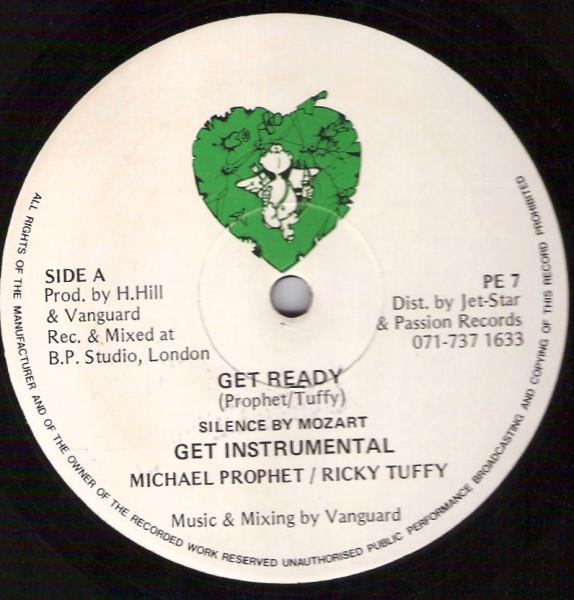 SIDE A
Prod. by H.Hill
& Vanguard
Rec. & Mixed at
B.P. Studio, London
PE 7
Dist. by Jet-Star
& Passion Records
071-737 1633
GET READY
(Prophet/Tuffy)
SILENCE BY MOZART
GET INSTRUMENTAL
MICHAEL PROPHET / RICKY TUFFY
Music & Mixing by Vanguard
ALL RIGHTS OF THE MANUFACTURER AND OF THE OWNER OF THE RECORDED WORK RESERVED UNAUTHORISED PUBLIC PERFORMANCE BROADCASTING AND COPYING OF THIS RECORD PROHIBITED